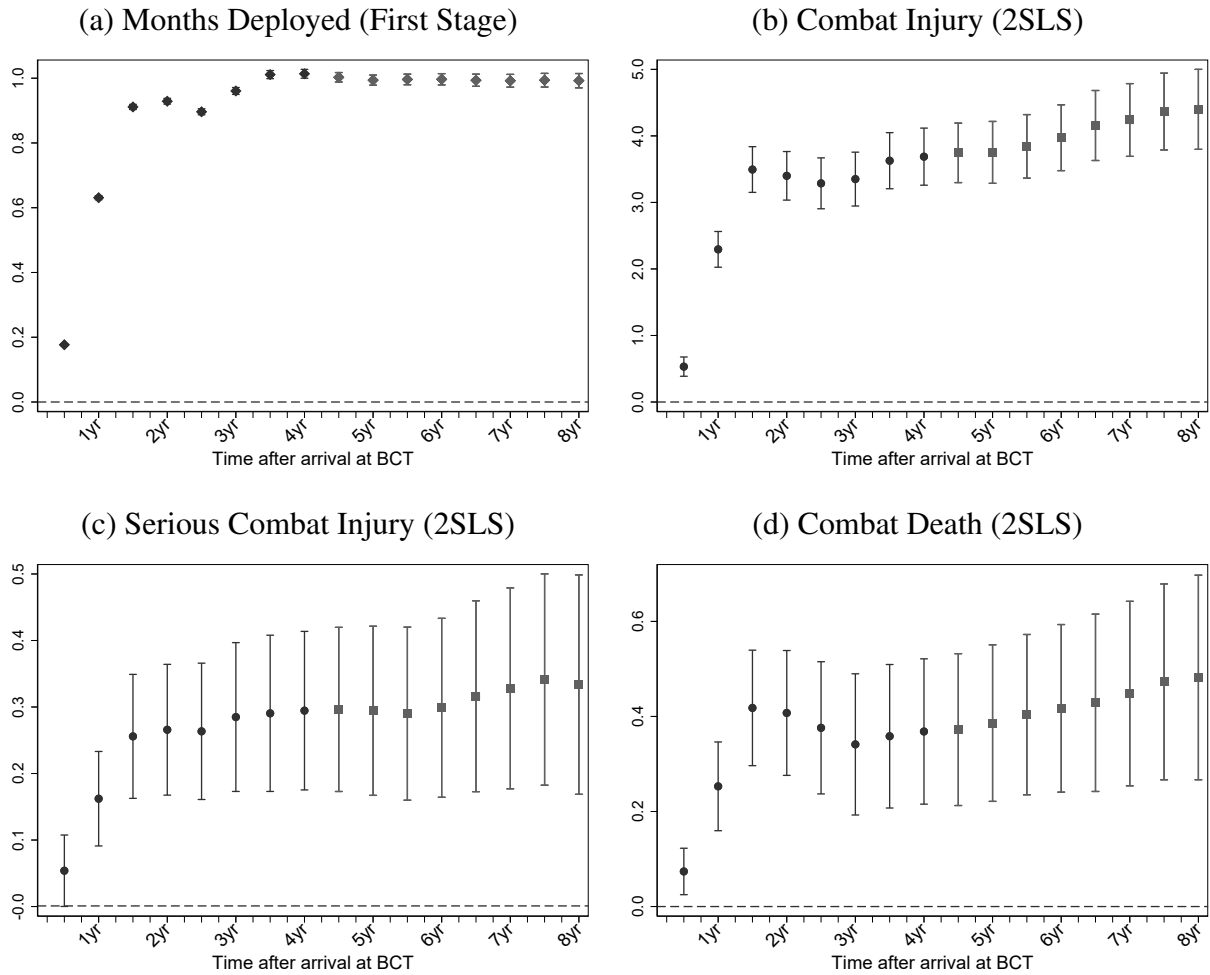 (a) Months Deployed (First Stage)
1.0
0.8
0.6
0.4
0.2
0.0
1yr
2yr
3yr
4yr
5yr
6yr
7yr
8yr
Time after arrival at BCT
(b) Combat Injury (2SLS)
5.0
4.0
3.0
2.0
1.0
0.0
1yr
2yr
3yr
4yr
5yr
6yr
7yr
8yr
Time after arrival at BCT
(c) Serious Combat Injury (2SLS)
0.5
0.4
0.3
0.2
0.1
-0.0
1yr
2yr
3yr
4yr
5yr
6yr
7yr
8yr
Time after arrival at BCT
(d) Combat Death (2SLS)
0.6
0.4
0.2
0.0
1yr
2yr
3yr
4yr
5yr
6yr
7yr
8yr
Time after arrival at BCT